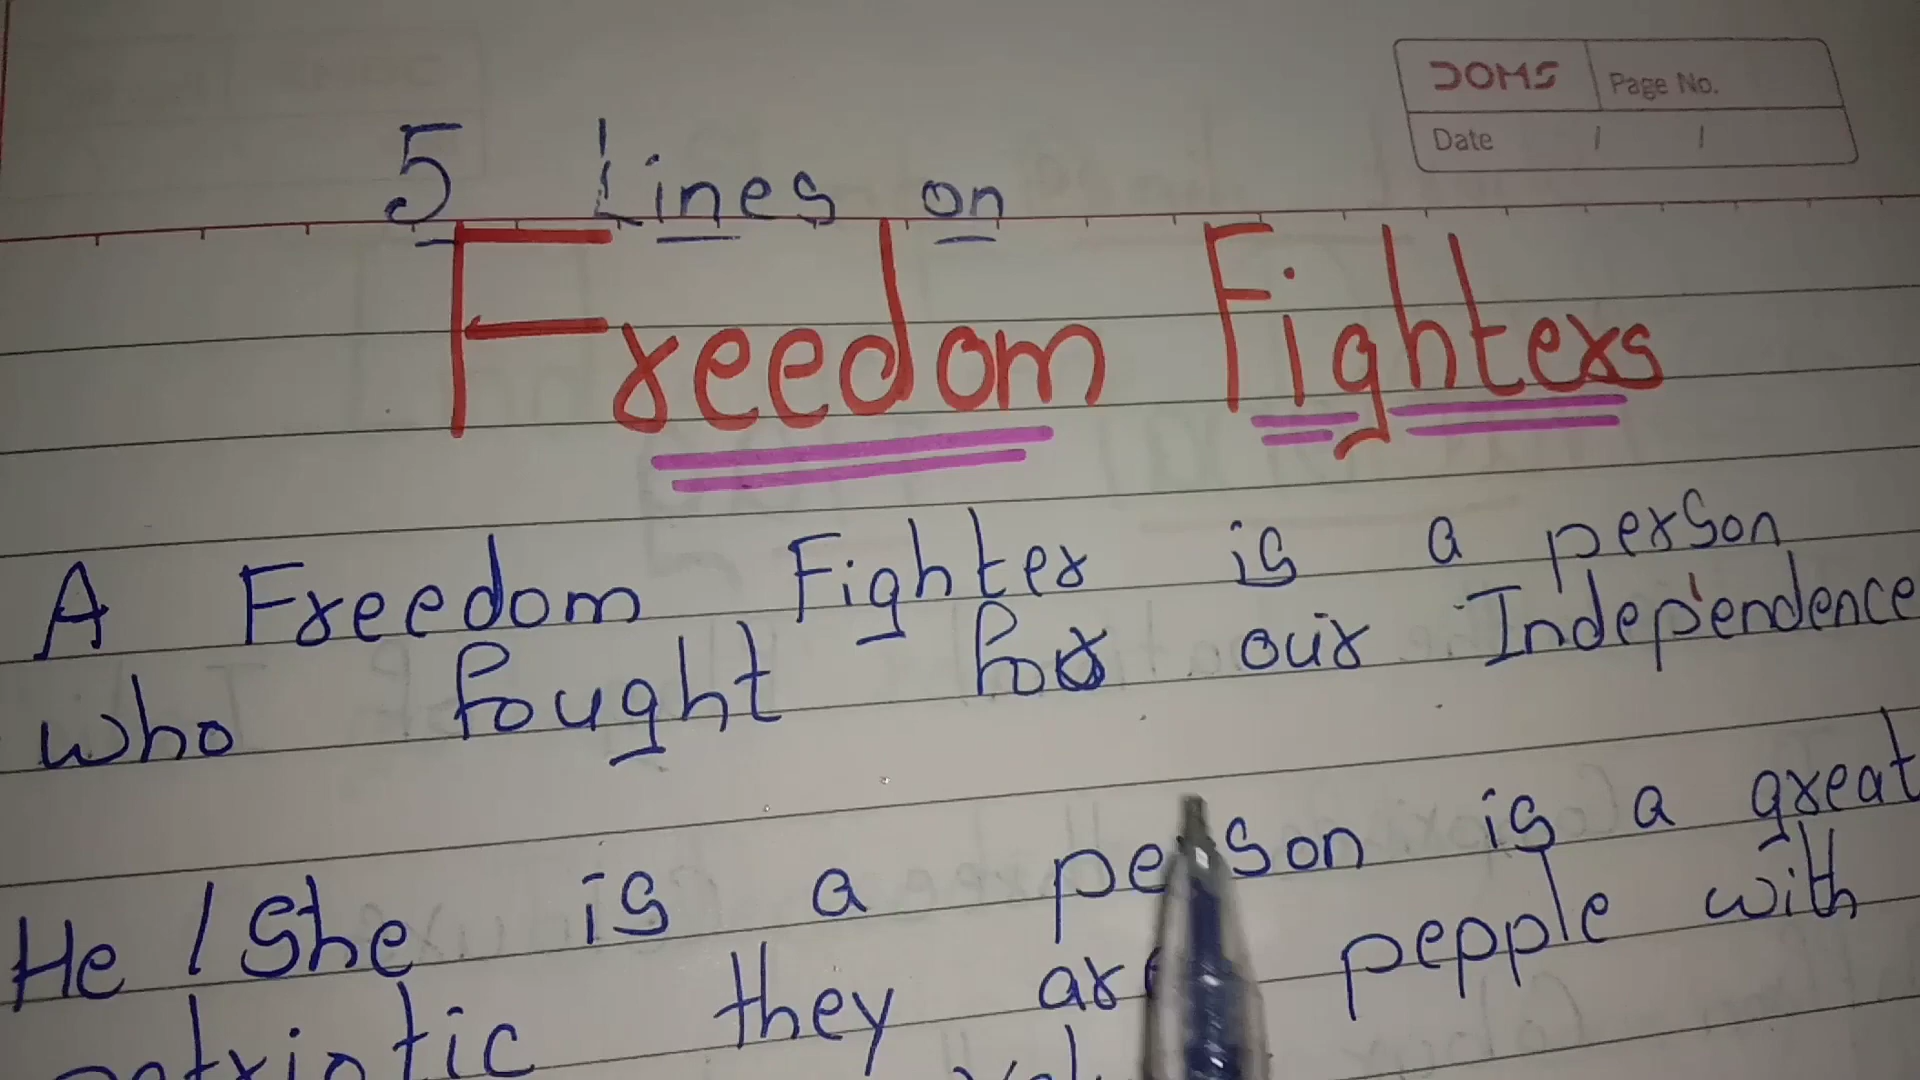 DOMS Page No.
Date / /
5 Lines on
Freedom Fighters
A Freedom Fighter is a person
who fought for our Independence
He / She is a person is a great
patriotic they are pepple with